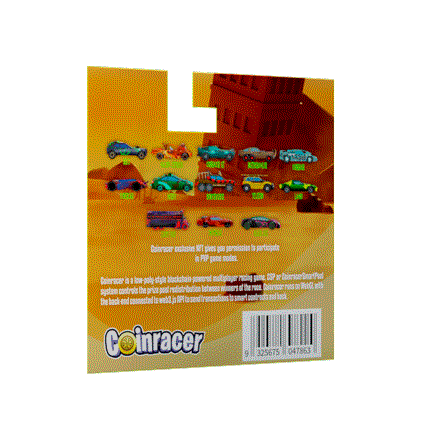 Coinracer exclusive NFT gives you permission to participate
in PVP game modes.
Coinracer is a low-poly style blockchain-powered multiplayer racing game. CSP or CoinracerSmartPool
system controls the prize pool redistribution between winners of the race. Coinracer runs on WebGL with
the back-end connected to web3.js API to send transactions to smart contracts and back.
Coinracer
9 325675 047863